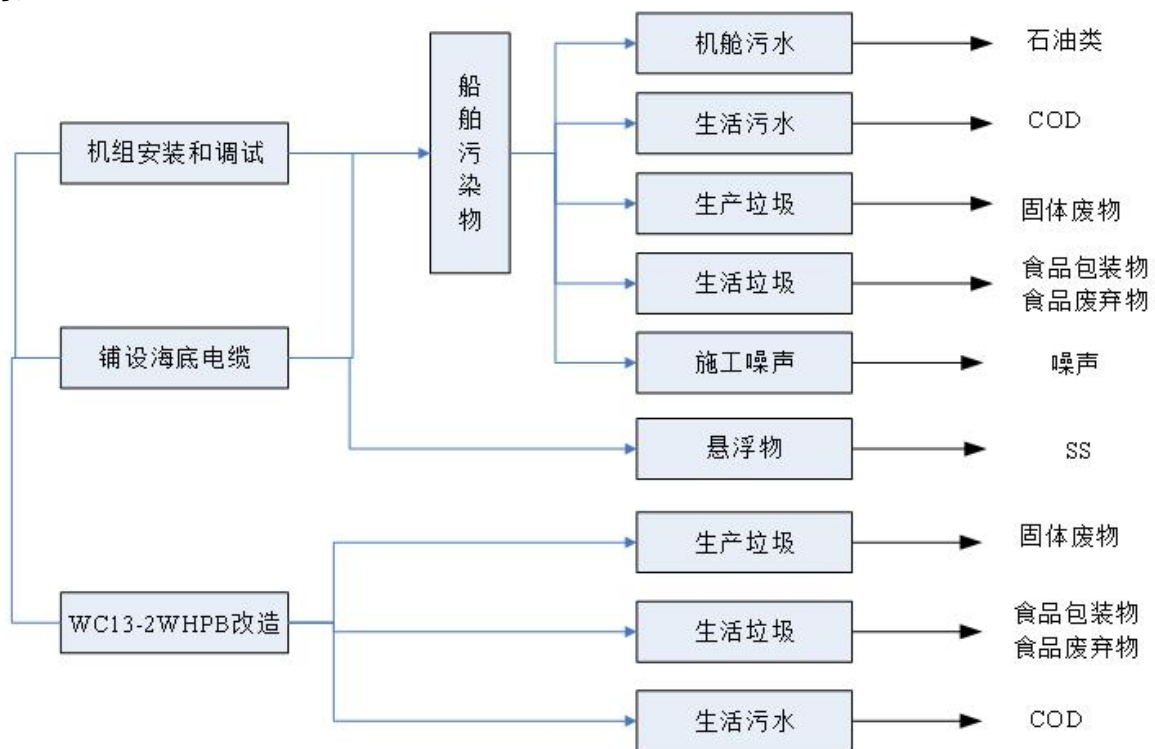 机舱污水
石油类
船舶污染物
生活污水
COD
机组安装和调试
生产垃圾
固体废物
生活垃圾
食品包装物
食品废弃物
铺设海底电缆
施工噪声
噪声
悬浮物
SS
生产垃圾
固体废物
WC13-2WHPB改造
生活垃圾
食品包装物
食品废弃物
生活污水
COD